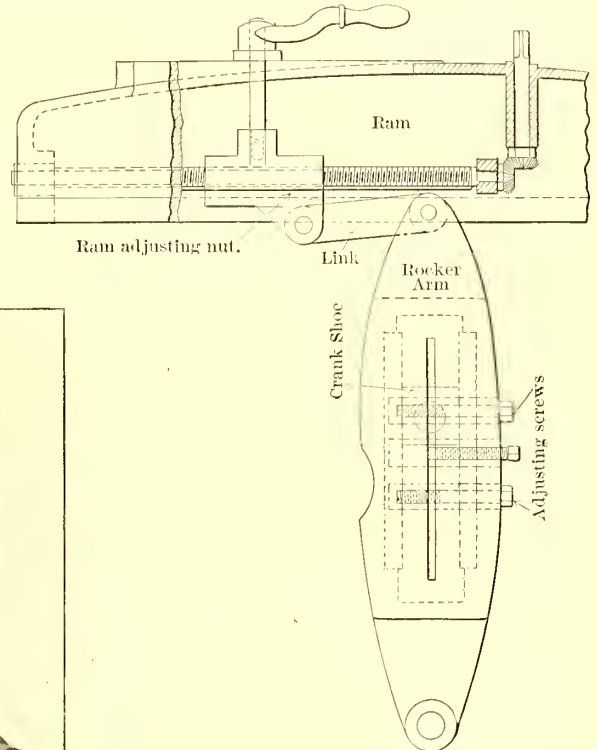 Ram
Ram adjusting nut.
Link
Rocker
Arm
Crank Shoe
Adjusting screws